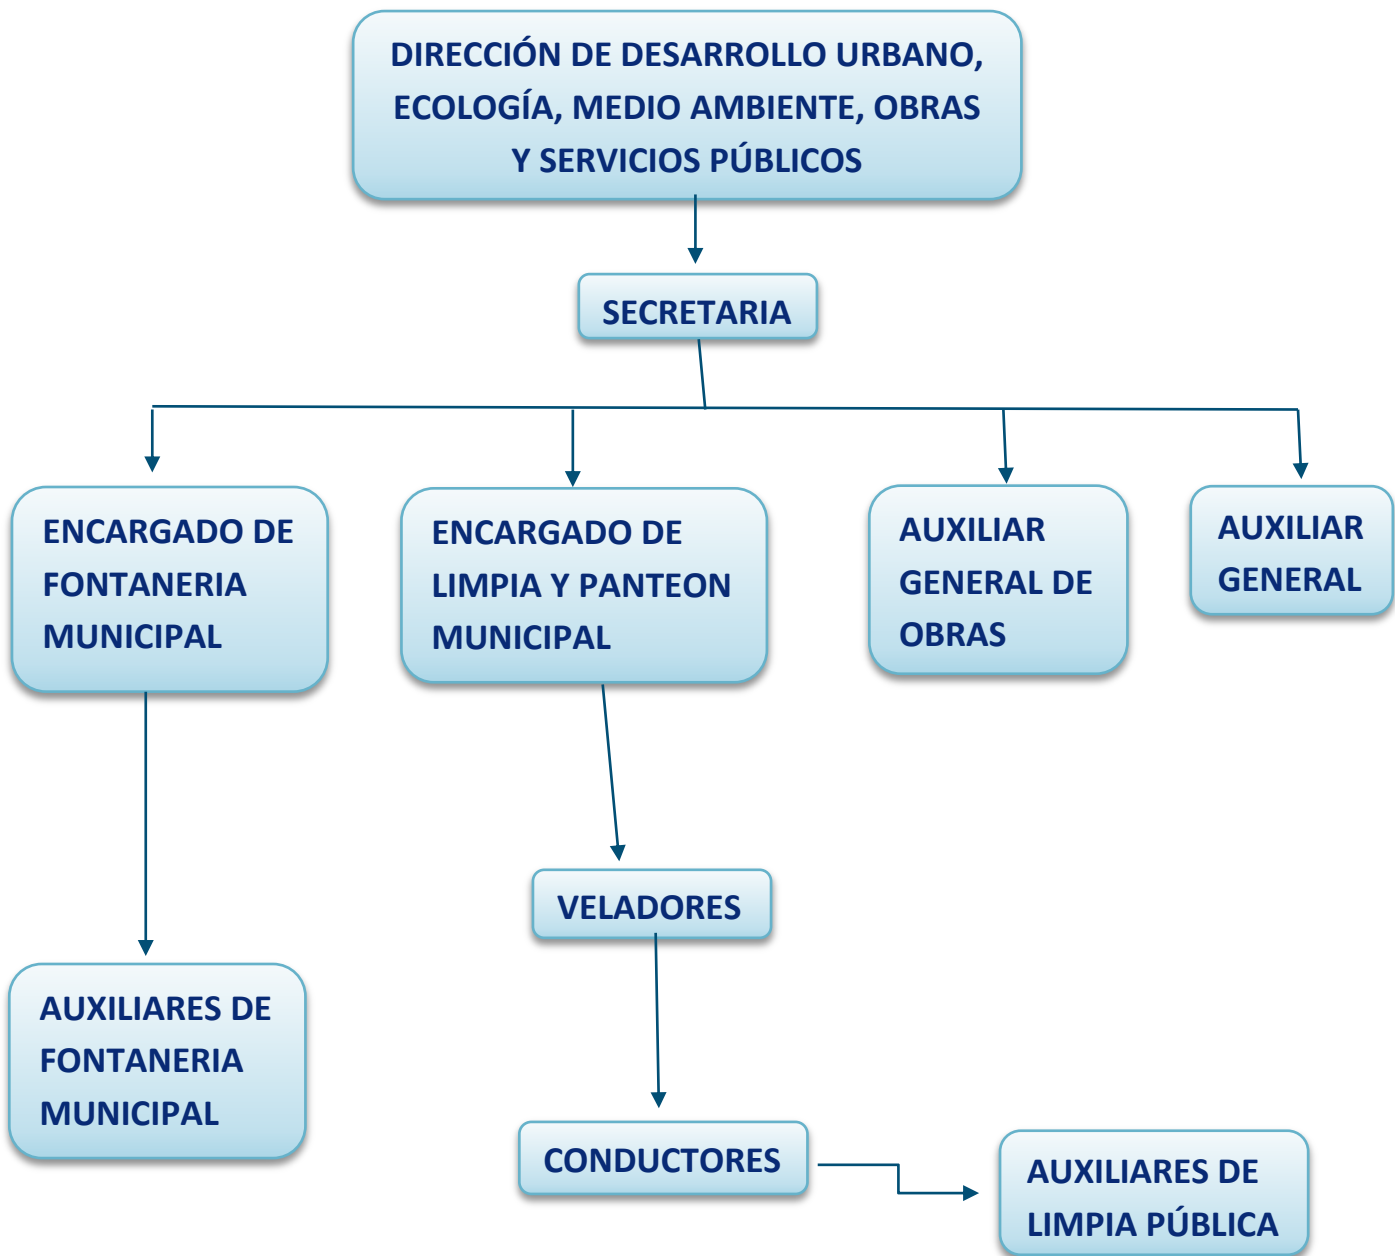 DIRECCIÓN DE DESARROLLO URBANO,
ECOLOGÍA, MEDIO AMBIENTE, OBRAS
Y SERVICIOS PÚBLICOS
SECRETARIA
ENCARGADO DE
FONTANERIA
MUNICIPAL
ENCARGADO DE
LIMPIA Y PANTEON
MUNICIPAL
AUXILIAR
GENERAL DE
OBRAS
AUXILIAR
GENERAL
VELADORES
AUXILIARES DE
FONTANERIA
MUNICIPAL
CONDUCTORES
AUXILIARES DE
LIMPIA PÚBLICA